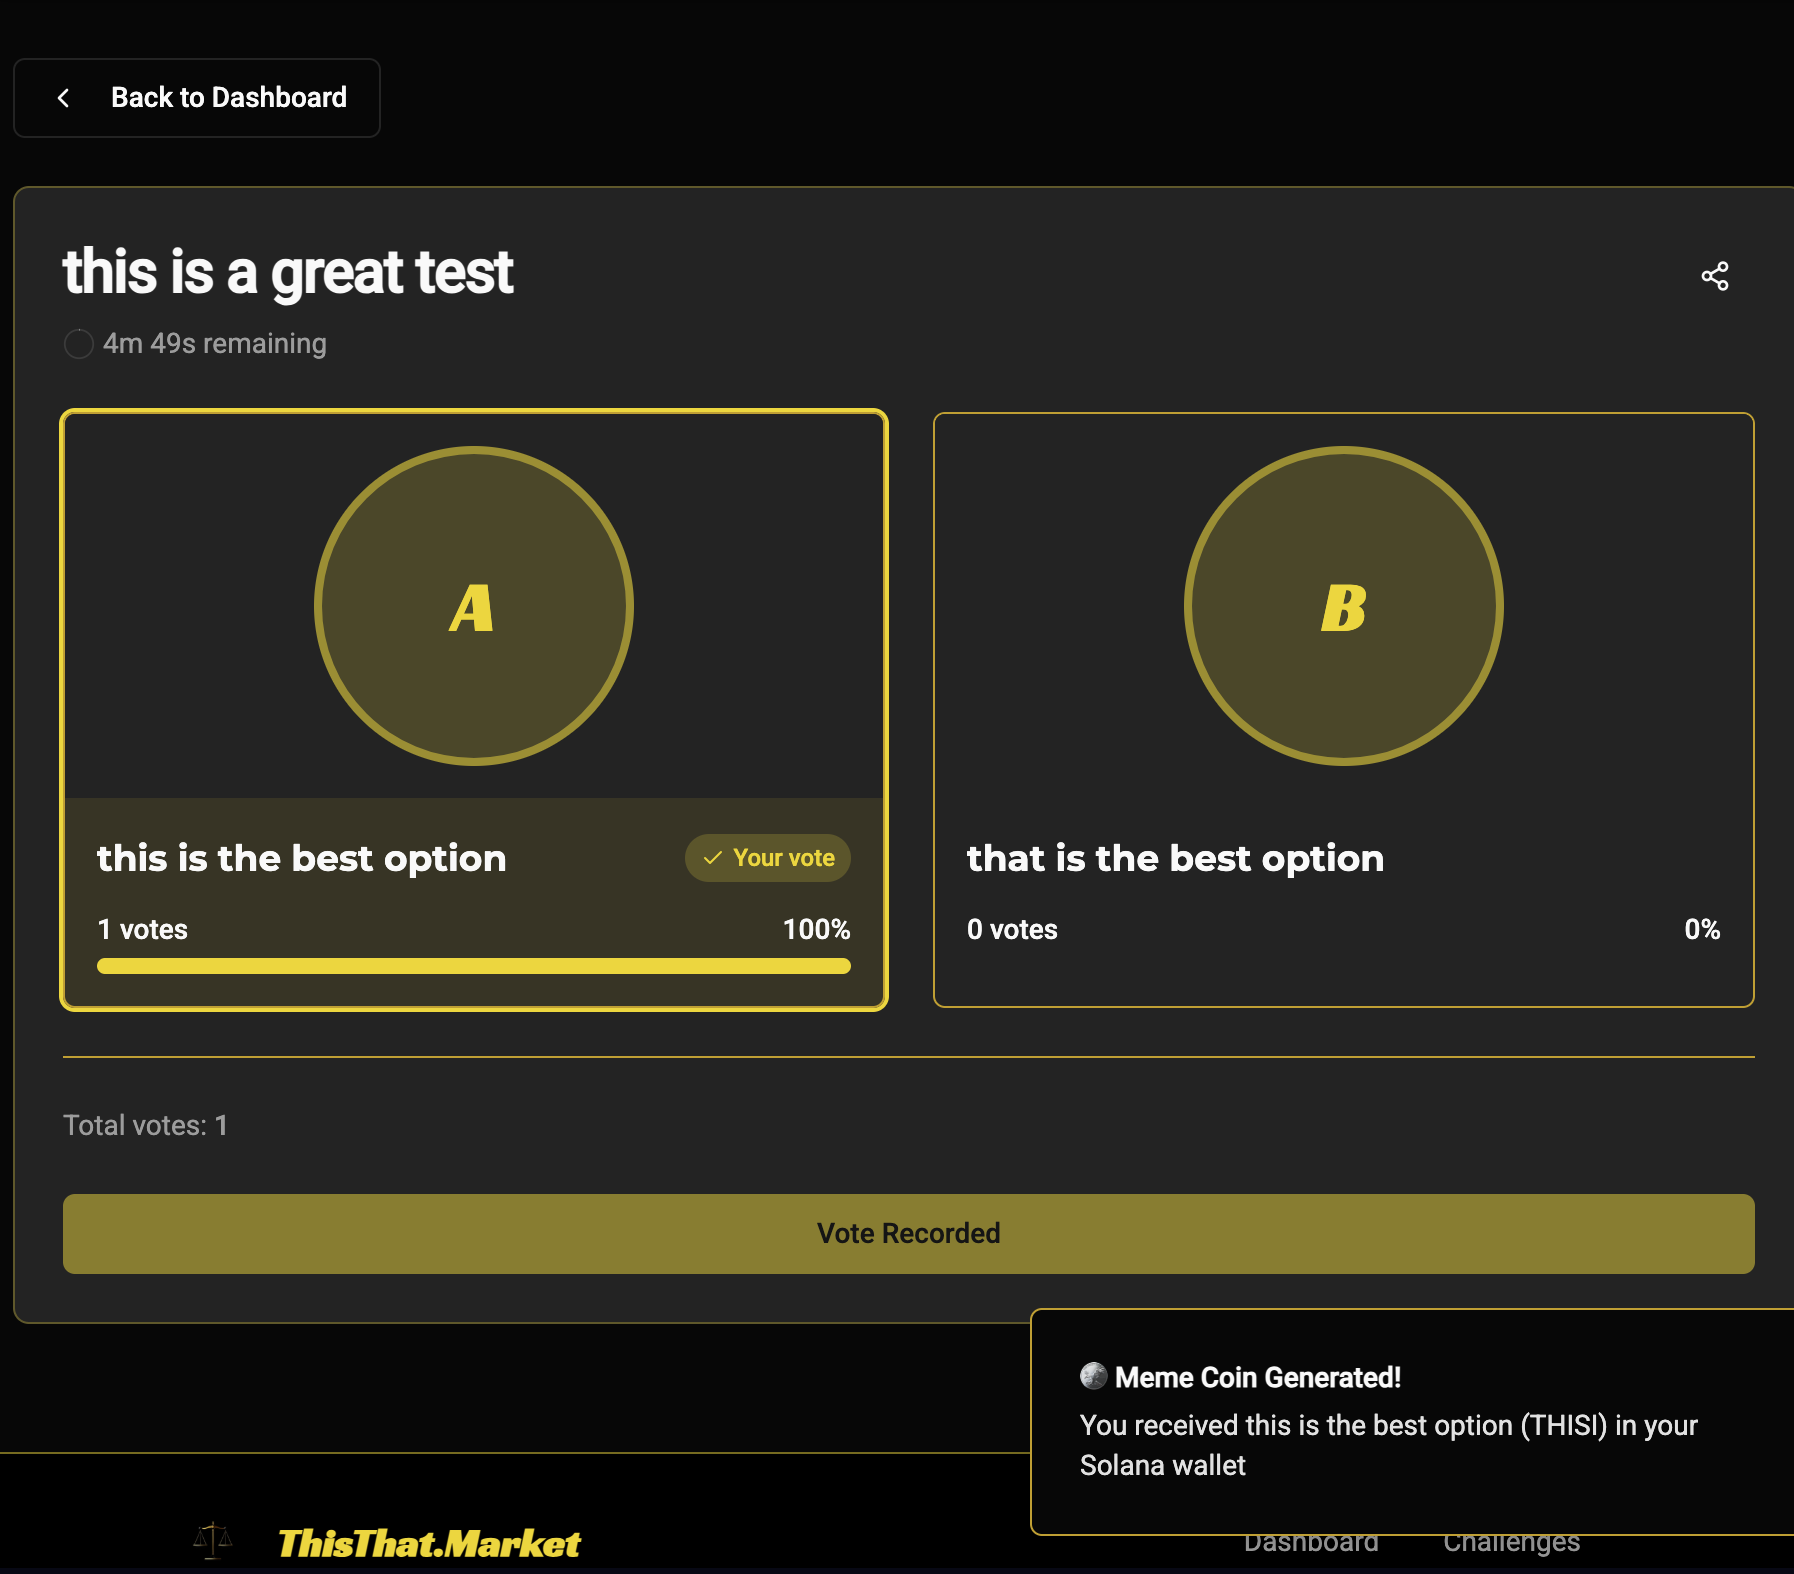 Back to Dashboard
this is a great test
4m 49s remaining
A
B
this is the best option
Your vote
that is the best option
1 votes
100%
0 votes
0%
Total votes: 1
Vote Recorded
Meme Coin Generated!
You received this is the best option (THISI) in your
Solana wallet
ThisThat.Market
Dashboard
Challenges